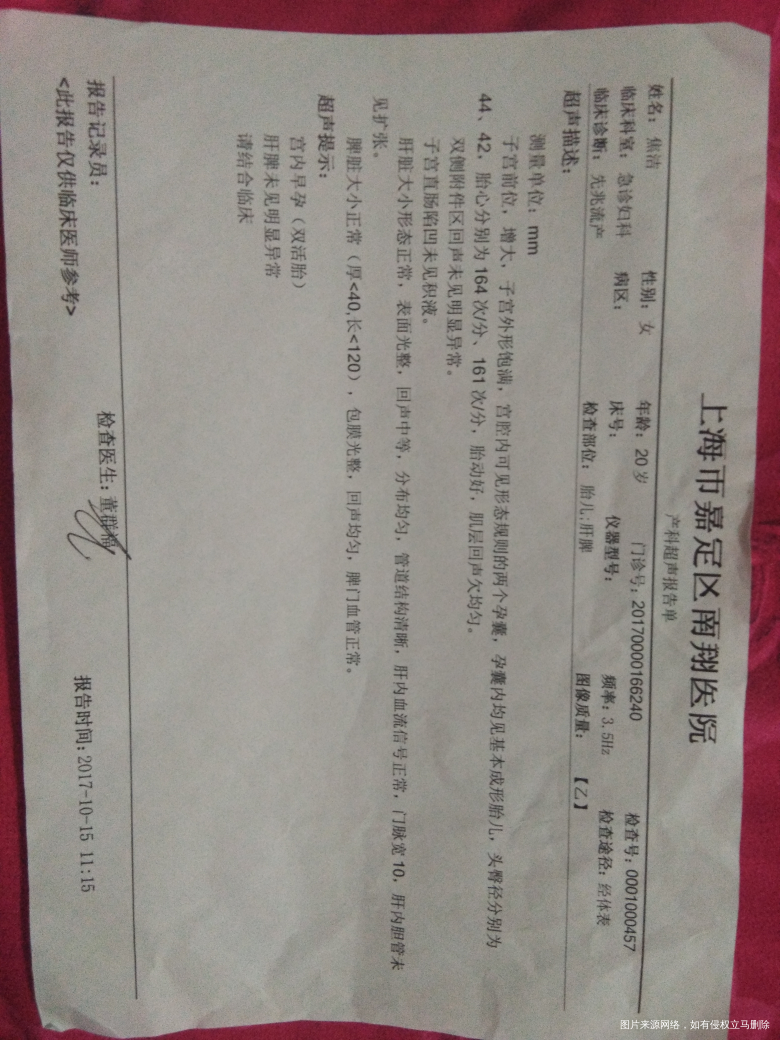 上海市嘉定区南翔医院
产科超声报告单
姓名：焦洁 性别：女 年龄：20岁 门诊号：20170000166240 检查号：0001000457
临床科室：急诊妇科 病区： 床号： 仪器型号： 频率：3.5Hz 检查途径：经体表
临床诊断：先兆流产 检查部位：胎儿;肝脾 图像质量：【乙】
超声描述：
测量单位：mm
子宫前位，增大，子宫外形饱满，宫腔内可见形态规则的两个孕囊，孕囊内均见基本成形胎儿，头臀径分别为
44、42，胎心分别为164次/分、161次/分，胎动好，肌层回声欠均匀。
双侧附件区回声未见明显异常。
子宫直肠陷凹未见积液。
肝脏大小形态正常，表面光整，回声中等，分布均匀，管道结构清晰，肝内血流信号正常，门脉宽10，肝内胆管未
见扩张。
脾脏大小正常（厚<40,长<120），包膜光整，回声均匀，脾门血管正常。
超声提示：
宫内早孕（双活胎）
肝脾未见明显异常
请结合临床
报告记录员： 检查医生：董群福 报告时间：2017-10-15 11:15
<此报告仅供临床医师参考>
图片来源网络，如有侵权立马删除